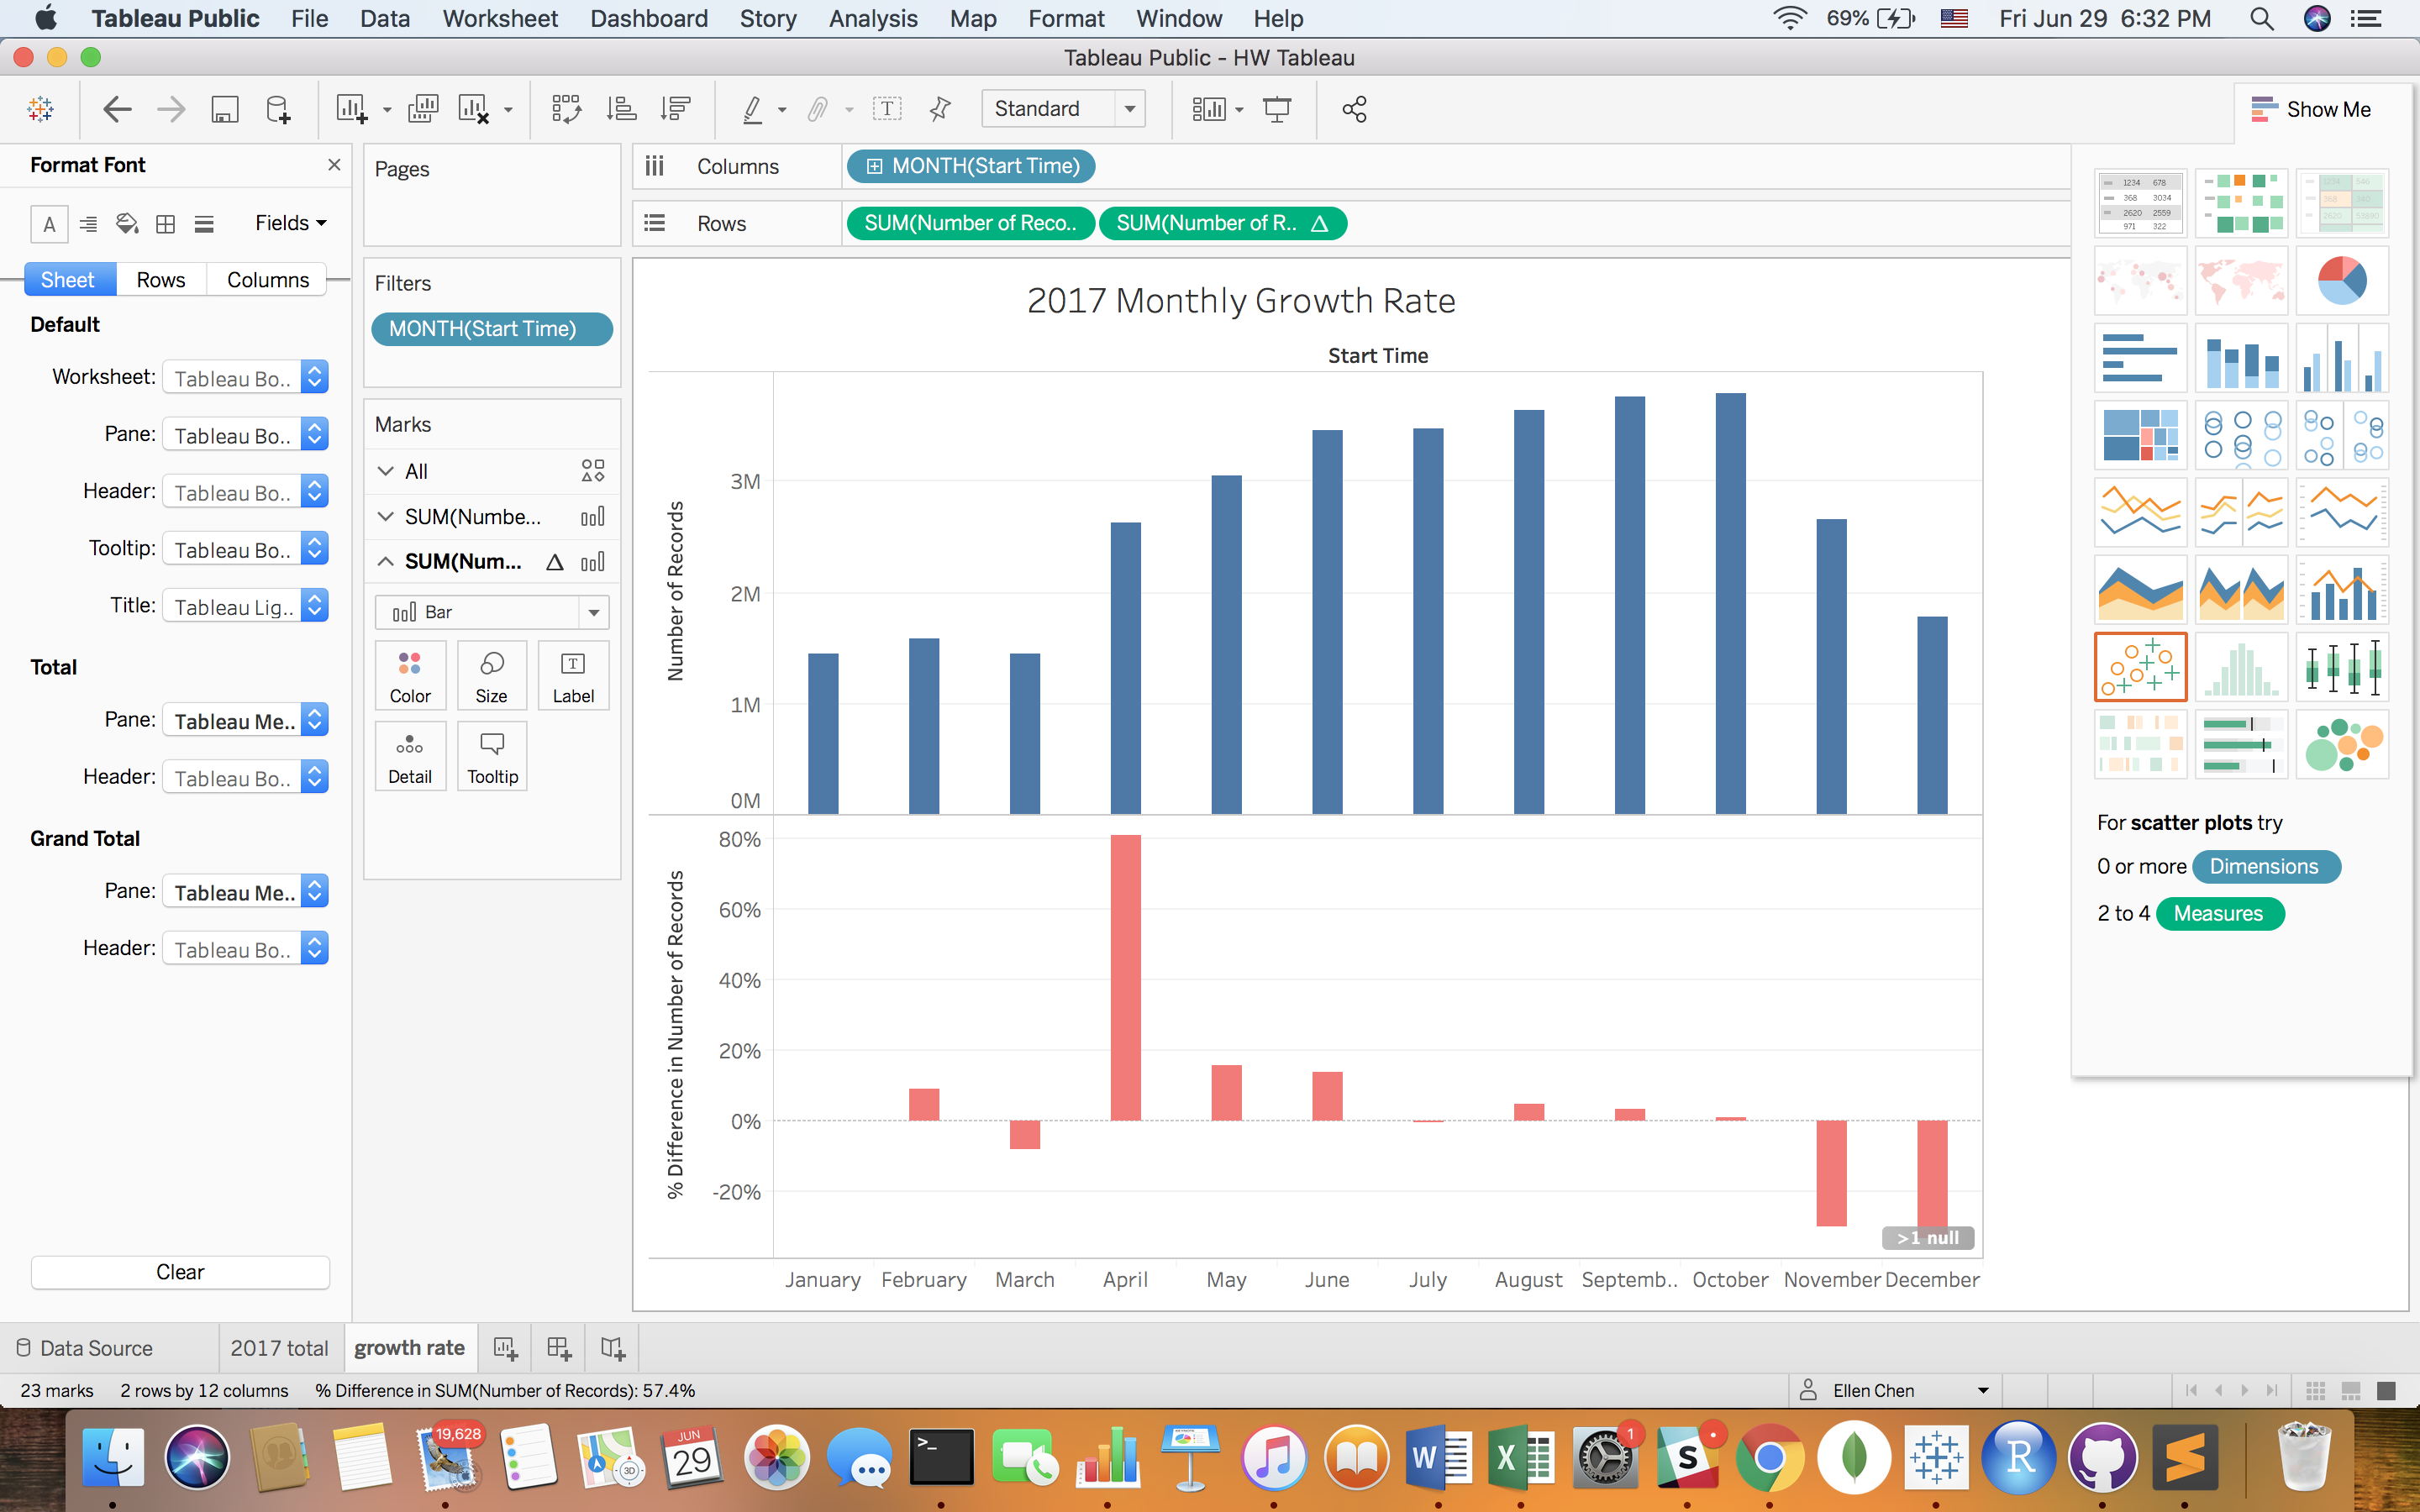 Tableau Public File Data Worksheet Dashboard Story Analysis Map Format Window Help 69% Fri Jun 29 6:32 PM
Tableau Public - HW Tableau
Standard
Show Me
Format Font
Fields
Sheet Rows Columns
Default
Worksheet: Tableau Bo..
Pane: Tableau Bo..
Header: Tableau Bo..
Tooltip: Tableau Bo..
Title: Tableau Lig..
Total
Pane: Tableau Me..
Header: Tableau Bo..
Grand Total
Pane: Tableau Me..
Header: Tableau Bo..
Clear
Pages
Filters
MONTH(Start Time)
Marks
All
SUM(Numbe...
SUM(Num... Δ
Bar
Color Size Label
Detail Tooltip
Columns MONTH(Start Time)
Rows SUM(Number of Reco.. SUM(Number of R.. Δ
2017 Monthly Growth Rate
Start Time
Number of Records
3M
2M
1M
0M
% Difference in Number of Records
80%
60%
40%
20%
0%
-20%
>1 null
January February March April May June July August Septemb.. October November December
1234 678
368 3034
2620 2559
971 322
For scatter plots try
0 or more Dimensions
2 to 4 Measures
Data Source 2017 total growth rate
23 marks 2 rows by 12 columns % Difference in SUM(Number of Records): 57.4%
Ellen Chen
19,628
3D
JUN
29
>_
W
X
1
S
R